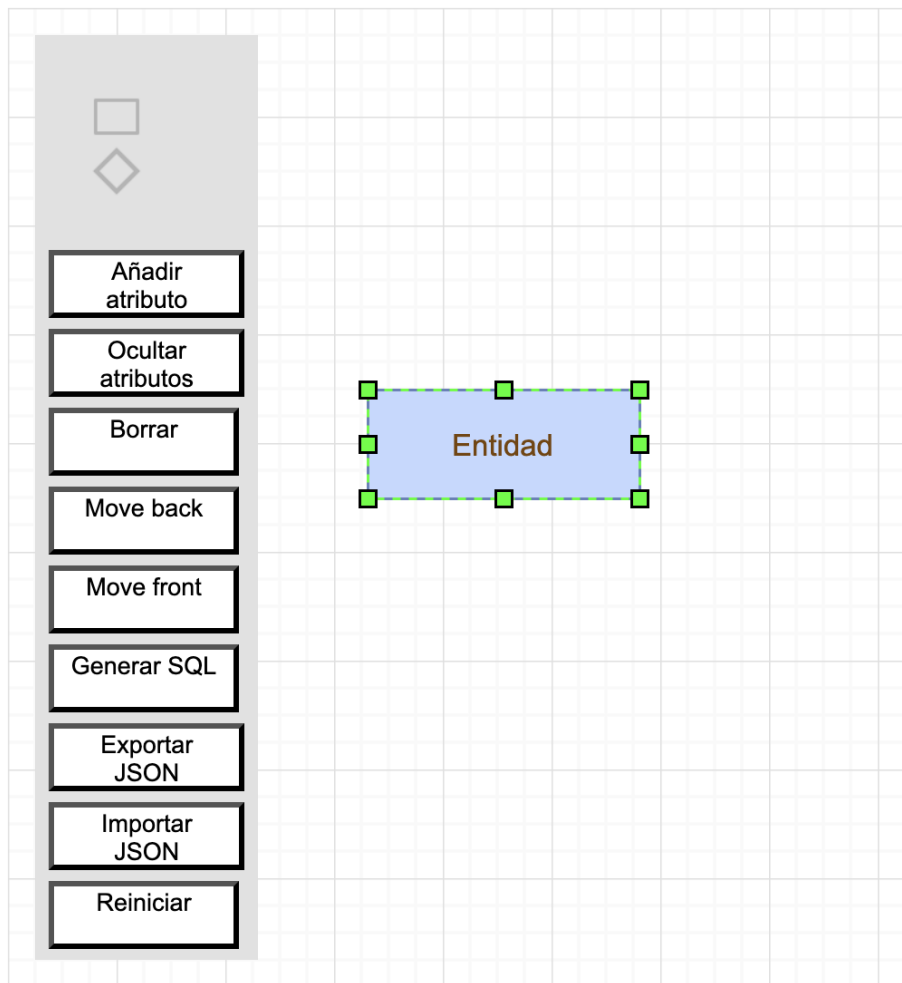 Añadir
atributo
Ocultar
atributos
Borrar
Move back
Move front
Generar SQL
Exportar
JSON
Importar
JSON
Reiniciar
Entidad